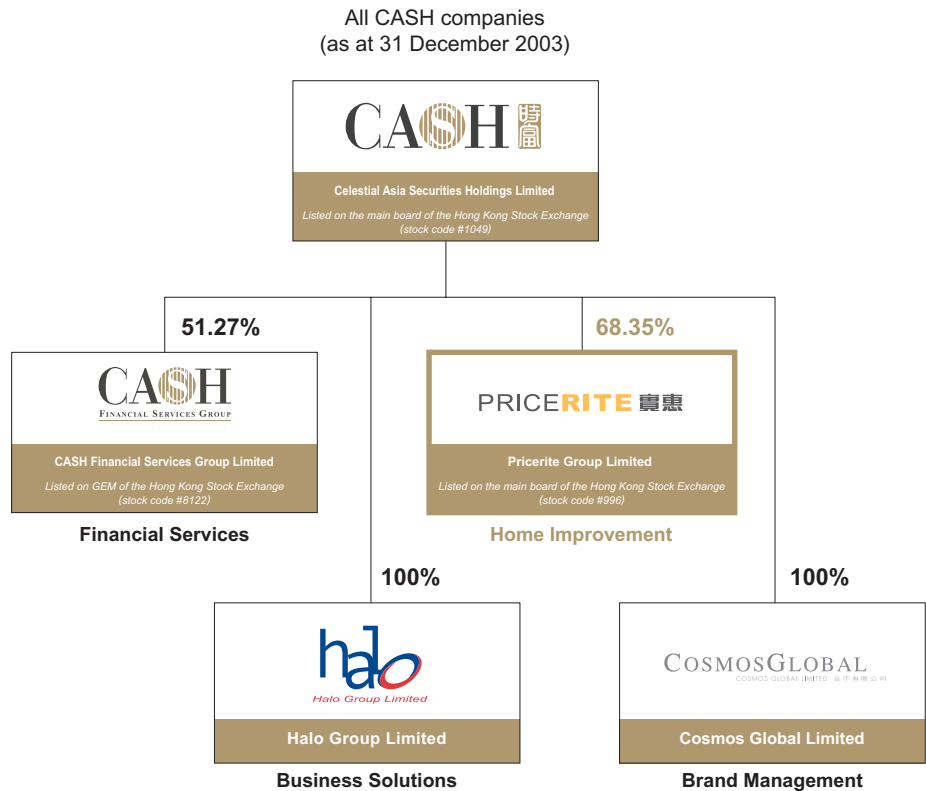 All CASH companies
(as at 31 December 2003)
CASH 時富
Celestial Asia Securities Holdings Limited
Listed on the main board of the Hong Kong Stock Exchange
(stock code #1049)
51.27%
68.35%
CASH
FINANCIAL SERVICES GROUP
CASH Financial Services Group Limited
Listed on GEM of the Hong Kong Stock Exchange
(stock code #8122)
Financial Services
PRICERITE 實惠
Pricerite Group Limited
Listed on the main board of the Hong Kong Stock Exchange
(stock code #996)
Home Improvement
100%
100%
halo
Halo Group Limited
Halo Group Limited
Business Solutions
COSMOSGLOBAL
COSMOS GLOBAL LIMITED 宇有限公司
Cosmos Global Limited
Brand Management